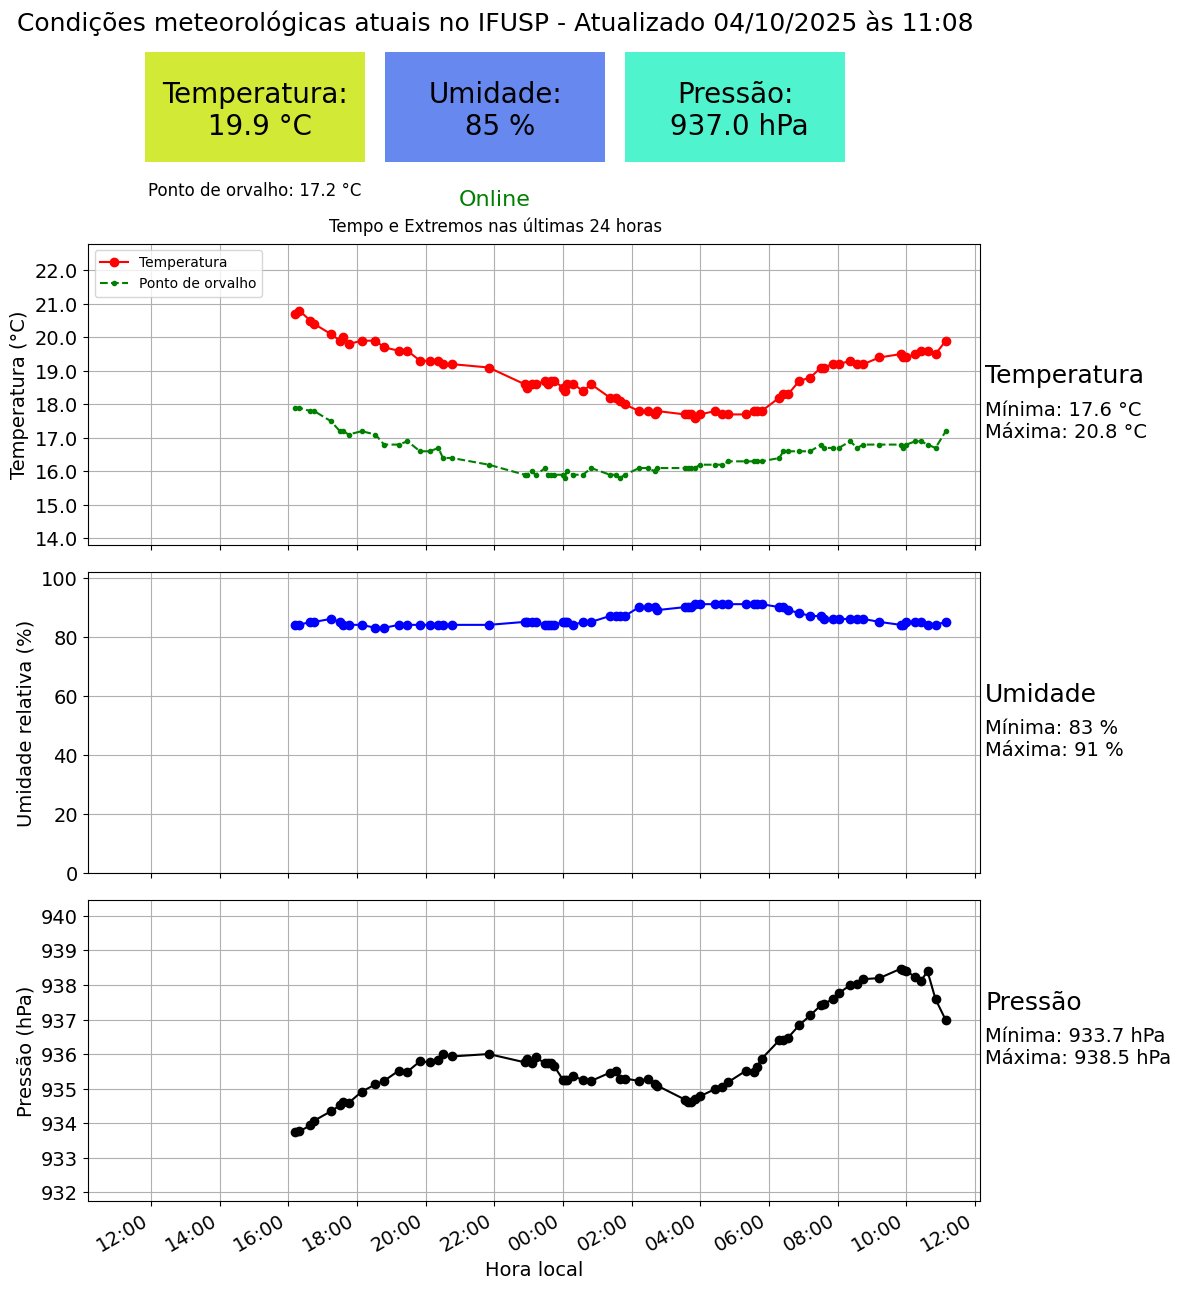 Condições meteorológicas atuais no IFUSP - Atualizado 04/10/2025 às 11:08
Temperatura:
19.9 °C
Umidade:
85 %
Pressão:
937.0 hPa
Ponto de orvalho: 17.2 °C
Online
Tempo e Extremos nas últimas 24 horas
Temperatura
Ponto de orvalho
Temperatura (°C)
22.0
21.0
20.0
19.0
18.0
17.0
16.0
15.0
14.0
Temperatura
Mínima: 17.6 °C
Máxima: 20.8 °C
Umidade relativa (%)
100
80
60
40
20
0
Umidade
Mínima: 83 %
Máxima: 91 %
Pressão (hPa)
940
939
938
937
936
935
934
933
932
Pressão
Mínima: 933.7 hPa
Máxima: 938.5 hPa
12:00 14:00 16:00 18:00 20:00 22:00 00:00 02:00 04:00 06:00 08:00 10:00 12:00
Hora local